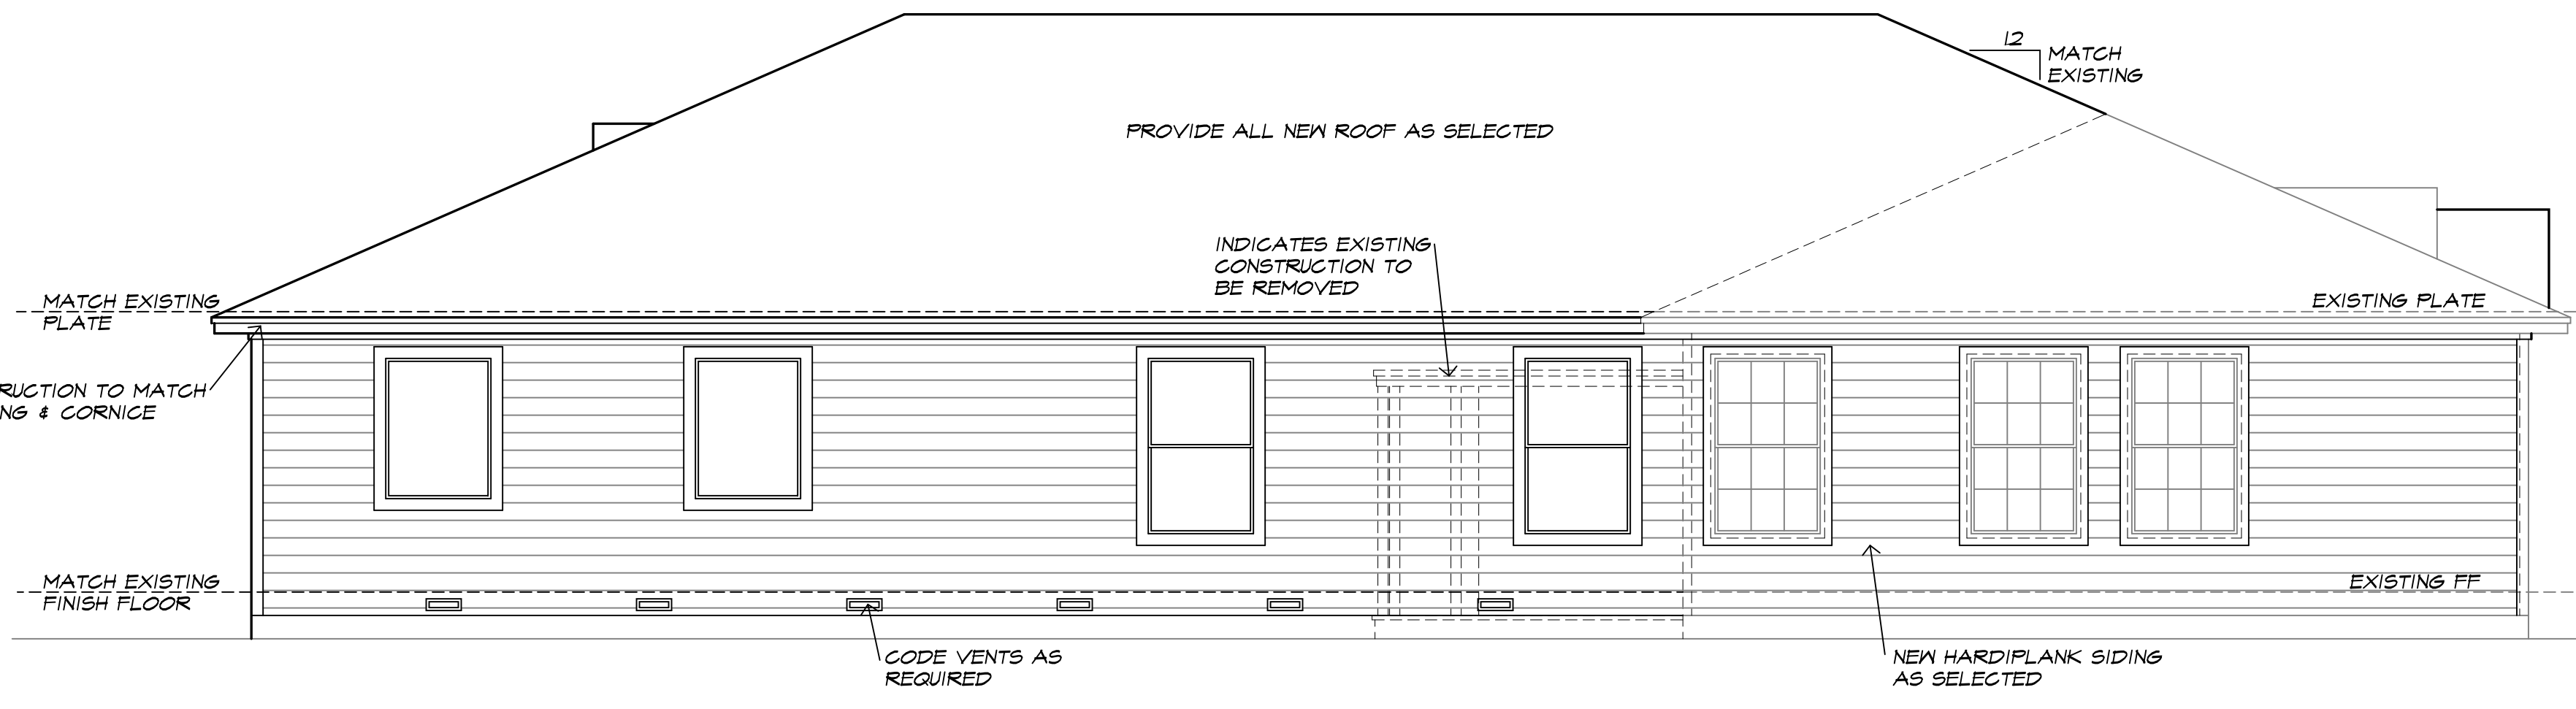 12
MATCH
EXISTING
PROVIDE ALL NEW ROOF AS SELECTED
INDICATES EXISTING
CONSTRUCTION TO
BE REMOVED
MATCH EXISTING
PLATE
EXISTING PLATE
TO MATCH
& CORNICE
MATCH EXISTING
FINISH FLOOR
EXISTING FF
CODE VENTS AS
REQUIRED
NEW HARDIPLANK SIDING
AS SELECTED